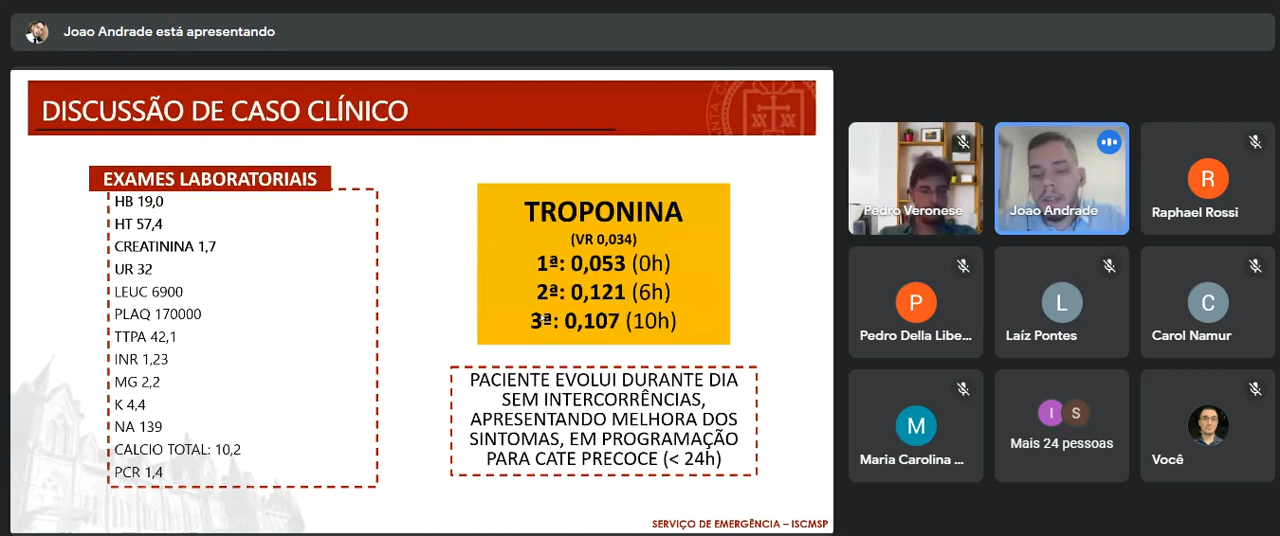 Joao Andrade está apresentando
DISCUSSÃO DE CASO CLÍNICO
EXAMES LABORATORIAIS
HB 19,0
HT 57,4
CREATININA 1,7
UR 32
LEUC 6900
PLAQ 170000
TTPA 42,1
INR 1,23
MG 2,2
K 4,4
NA 139
CALCIO TOTAL: 10,2
PCR 1,4
TROPONINA
(VR 0,034)
1ª: 0,053 (0h)
2ª: 0,121 (6h)
3ª: 0,107 (10h)
PACIENTE EVOLUI DURANTE DIA
SEM INTERCORRÊNCIAS,
APRESENTANDO MELHORA DOS
SINTOMAS, EM PROGRAMAÇÃO
PARA CATE PRECOCE (< 24h)
SERVIÇO DE EMERGÊNCIA – ISCMSP
Pedro Veronese
Joao Andrade
R
Raphael Rossi
P
Pedro Della Libe...
L
Laíz Pontes
C
Carol Namur
M
Maria Carolina ...
I S
Mais 24 pessoas
Você